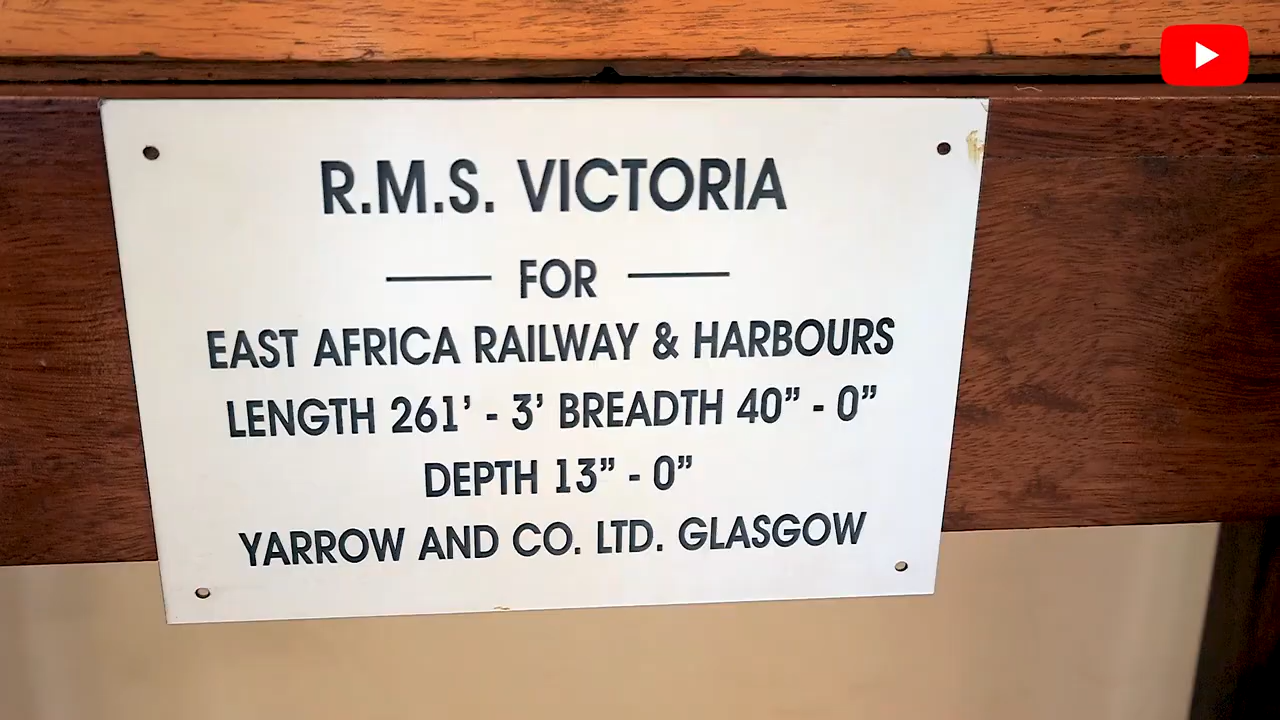 R.M.S. VICTORIA
— FOR —
EAST AFRICA RAILWAY & HARBOURS
LENGTH 261’ - 3’ BREADTH 40” - 0”
DEPTH 13” - 0”
YARROW AND CO. LTD. GLASGOW